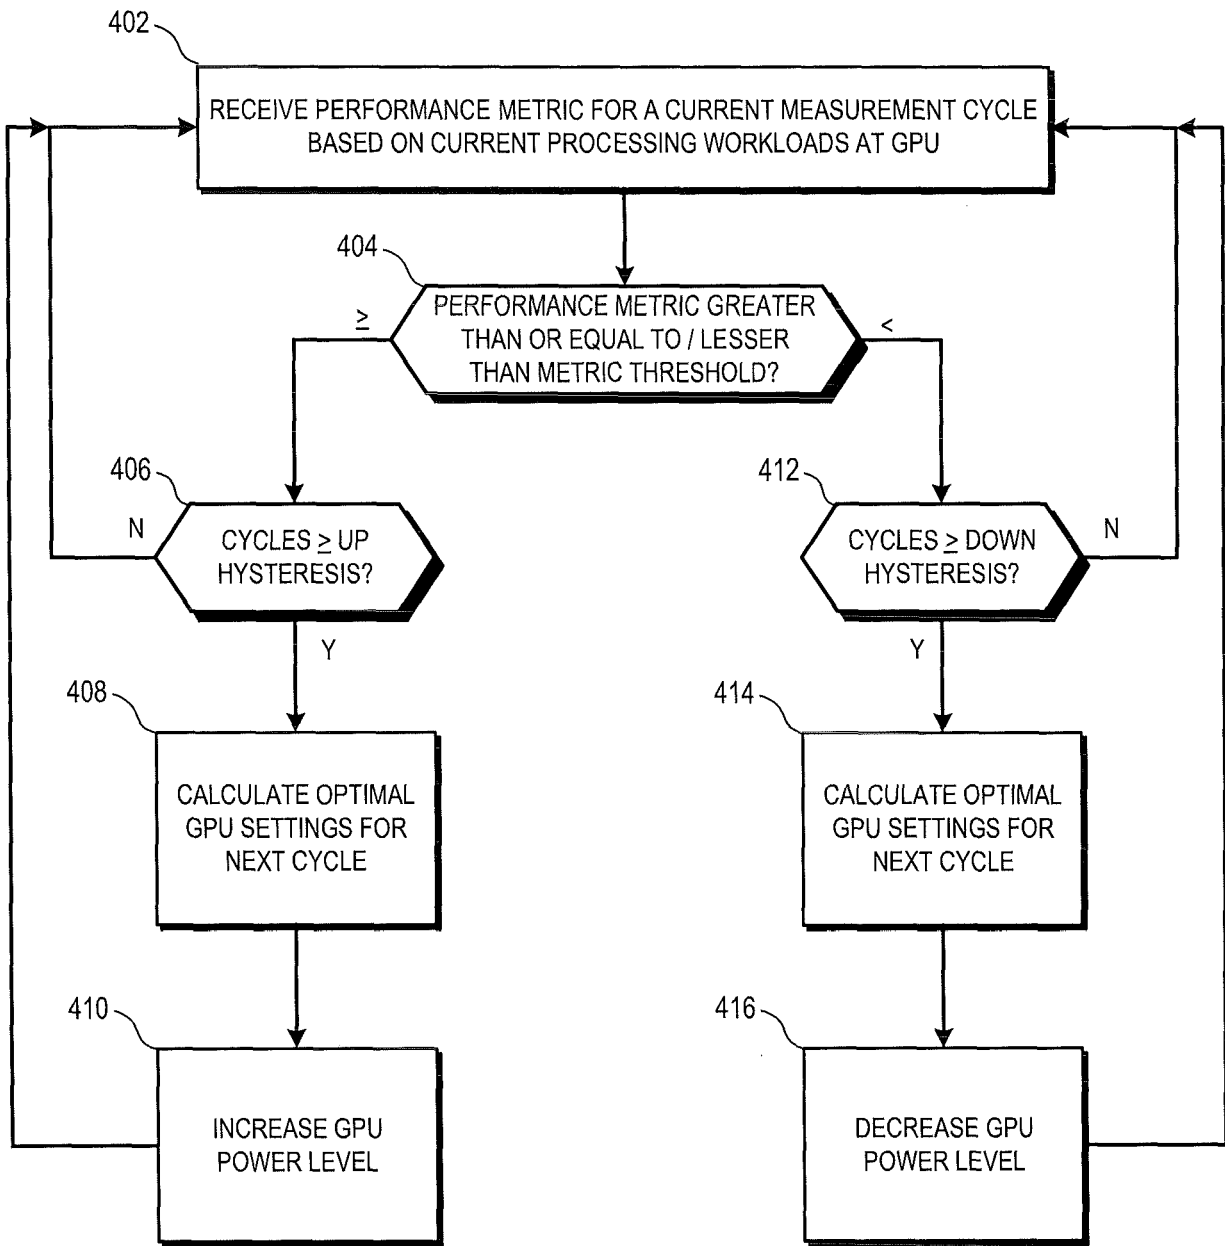 402
RECEIVE PERFORMANCE METRIC FOR A CURRENT MEASUREMENT CYCLE
BASED ON CURRENT PROCESSING WORKLOADS AT GPU
404
PERFORMANCE METRIC GREATER
THAN OR EQUAL TO / LESSER
THAN METRIC THRESHOLD?
≥
<
406
CYCLES ≥ UP
HYSTERESIS?
N
Y
412
CYCLES ≥ DOWN
HYSTERESIS?
N
Y
408
CALCULATE OPTIMAL
GPU SETTINGS FOR
NEXT CYCLE
414
CALCULATE OPTIMAL
GPU SETTINGS FOR
NEXT CYCLE
410
INCREASE GPU
POWER LEVEL
416
DECREASE GPU
POWER LEVEL